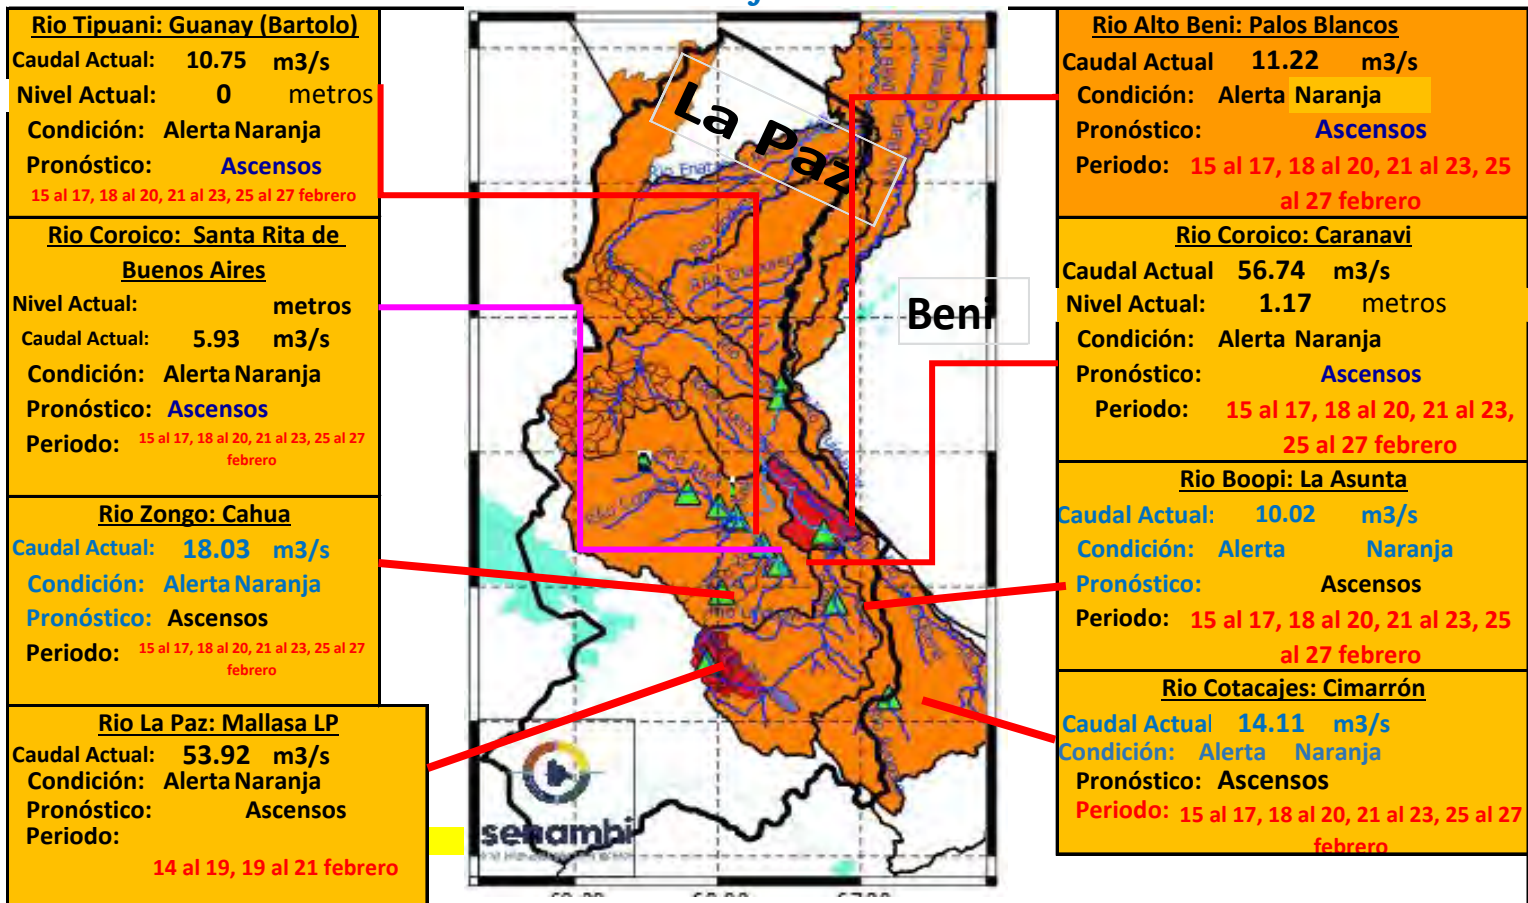 Rio Tipuani: Guanay (Bartolo)
Caudal Actual: 10.75 m3/s
Nivel Actual: 0 metros
Condición: Alerta Naranja
Pronóstico: Ascensos
15 al 17, 18 al 20, 21 al 23, 25 al 27 febrero
Rio Coroico: Santa Rita de
Buenos Aires
Nivel Actual: metros
Caudal Actual: 5.93 m3/s
Condición: Alerta Naranja
Pronóstico: Ascensos
Periodo: 15 al 17, 18 al 20, 21 al 23, 25 al 27
febrero
Rio Zongo: Cahua
Caudal Actual: 18.03 m3/s
Condición: Alerta Naranja
Pronóstico: Ascensos
Periodo: 15 al 17, 18 al 20, 21 al 23, 25 al 27
febrero
Rio La Paz: Mallasa LP
Caudal Actual: 53.92 m3/s
Condición: Alerta Naranja
Pronóstico: Ascensos
Periodo:
14 al 19, 19 al 21 febrero
La Paz
Beni
senamhi
Rio Alto Beni: Palos Blancos
Caudal Actual 11.22 m3/s
Condición: Alerta Naranja
Pronóstico: Ascensos
Periodo: 15 al 17, 18 al 20, 21 al 23, 25
al 27 febrero
Rio Coroico: Caranavi
Caudal Actual 56.74 m3/s
Nivel Actual: 1.17 metros
Condición: Alerta Naranja
Pronóstico: Ascensos
Periodo: 15 al 17, 18 al 20, 21 al 23,
25 al 27 febrero
Rio Boopi: La Asunta
Caudal Actual: 10.02 m3/s
Condición: Alerta Naranja
Pronóstico: Ascensos
Periodo: 15 al 17, 18 al 20, 21 al 23, 25
al 27 febrero
Rio Cotacajes: Cimarrón
Caudal Actual 14.11 m3/s
Condición: Alerta Naranja
Pronóstico: Ascensos
Periodo: 15 al 17, 18 al 20, 21 al 23, 25 al 27
febrero